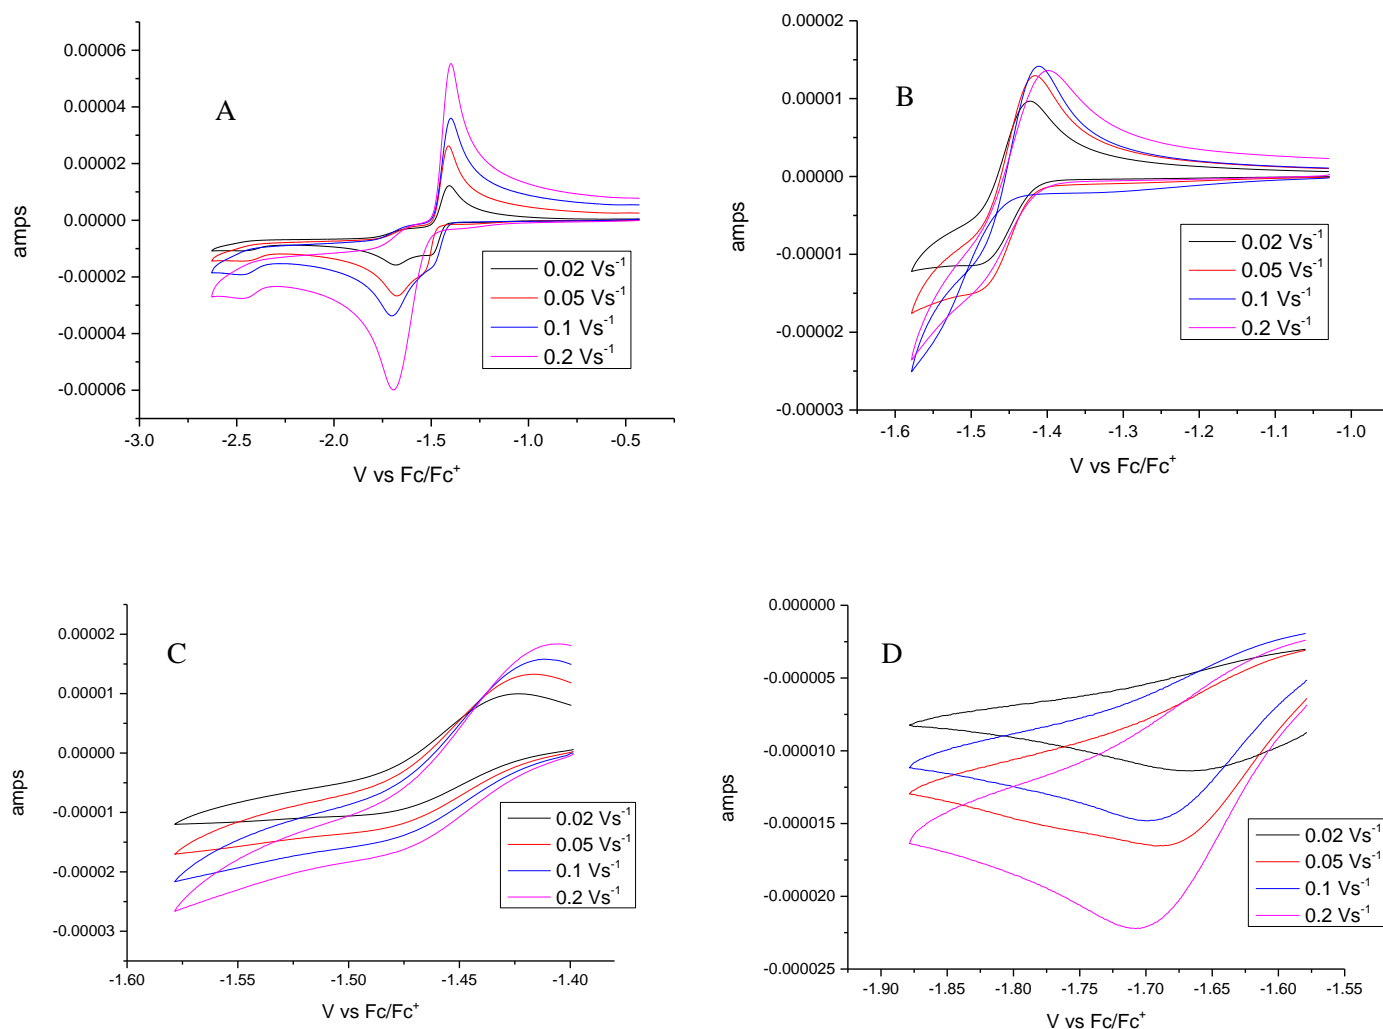 A
0.00006
0.00004
0.00002
0.00000
-0.00002
-0.00004
-0.00006
amps
-3.0 -2.5 -2.0 -1.5 -1.0 -0.5
V vs Fc/Fc⁺
0.02 Vs⁻¹
0.05 Vs⁻¹
0.1 Vs⁻¹
0.2 Vs⁻¹
B
0.00002
0.00001
0.00000
-0.00001
-0.00002
-0.00003
amps
-1.6 -1.5 -1.4 -1.3 -1.2 -1.1 -1.0
V vs Fc/Fc⁺
0.02 Vs⁻¹
0.05 Vs⁻¹
0.1 Vs⁻¹
0.2 Vs⁻¹
C
0.00002
0.00001
0.00000
-0.00001
-0.00002
-0.00003
amps
-1.60 -1.55 -1.50 -1.45 -1.40
V vs Fc/Fc⁺
0.02 Vs⁻¹
0.05 Vs⁻¹
0.1 Vs⁻¹
0.2 Vs⁻¹
D
0.000000
-0.000005
-0.000010
-0.000015
-0.000020
-0.000025
amps
-1.90 -1.85 -1.80 -1.75 -1.70 -1.65 -1.60 -1.55
V vs Fc/Fc⁺
0.02 Vs⁻¹
0.05 Vs⁻¹
0.1 Vs⁻¹
0.2 Vs⁻¹